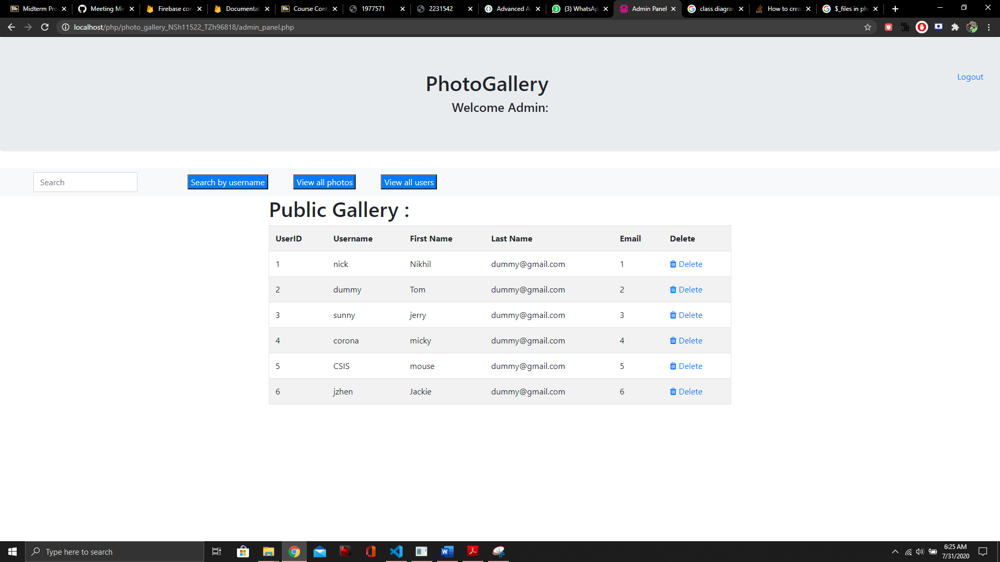 Midterm Pro
Meeting Min
Firebase con
Documentat
Course Cont
1977571
2231542
Advanced A
(3) WhatsAp
Admin Panel
class diagram
How to crea
$_files in ph
localhost/php/photo_gallery_NSh11522_TZh96818/admin_panel.php
PhotoGallery
Logout
Welcome Admin:
Search
Search by username
View all photos
View all users
Public Gallery :
UserID Username First Name Last Name Email Delete
1 nick Nikhil dummy@gmail.com 1 Delete
2 dummy Tom dummy@gmail.com 2 Delete
3 sunny jerry dummy@gmail.com 3 Delete
4 corona micky dummy@gmail.com 4 Delete
5 CSIS mouse dummy@gmail.com 5 Delete
6 jzhen Jackie dummy@gmail.com 6 Delete
Type here to search
6:25 AM
7/31/2020